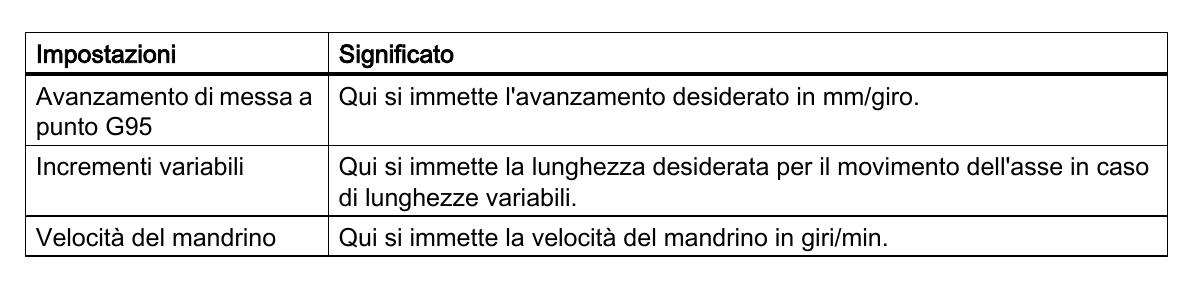 Impostazioni Significato
Avanzamento di messa a Qui si immette l'avanzamento desiderato in mm/giro.
punto G95
Incrementi variabili Qui si immette la lunghezza desiderata per il movimento dell'asse in caso
di lunghezze variabili.
Velocità del mandrino Qui si immette la velocità del mandrino in giri/min.